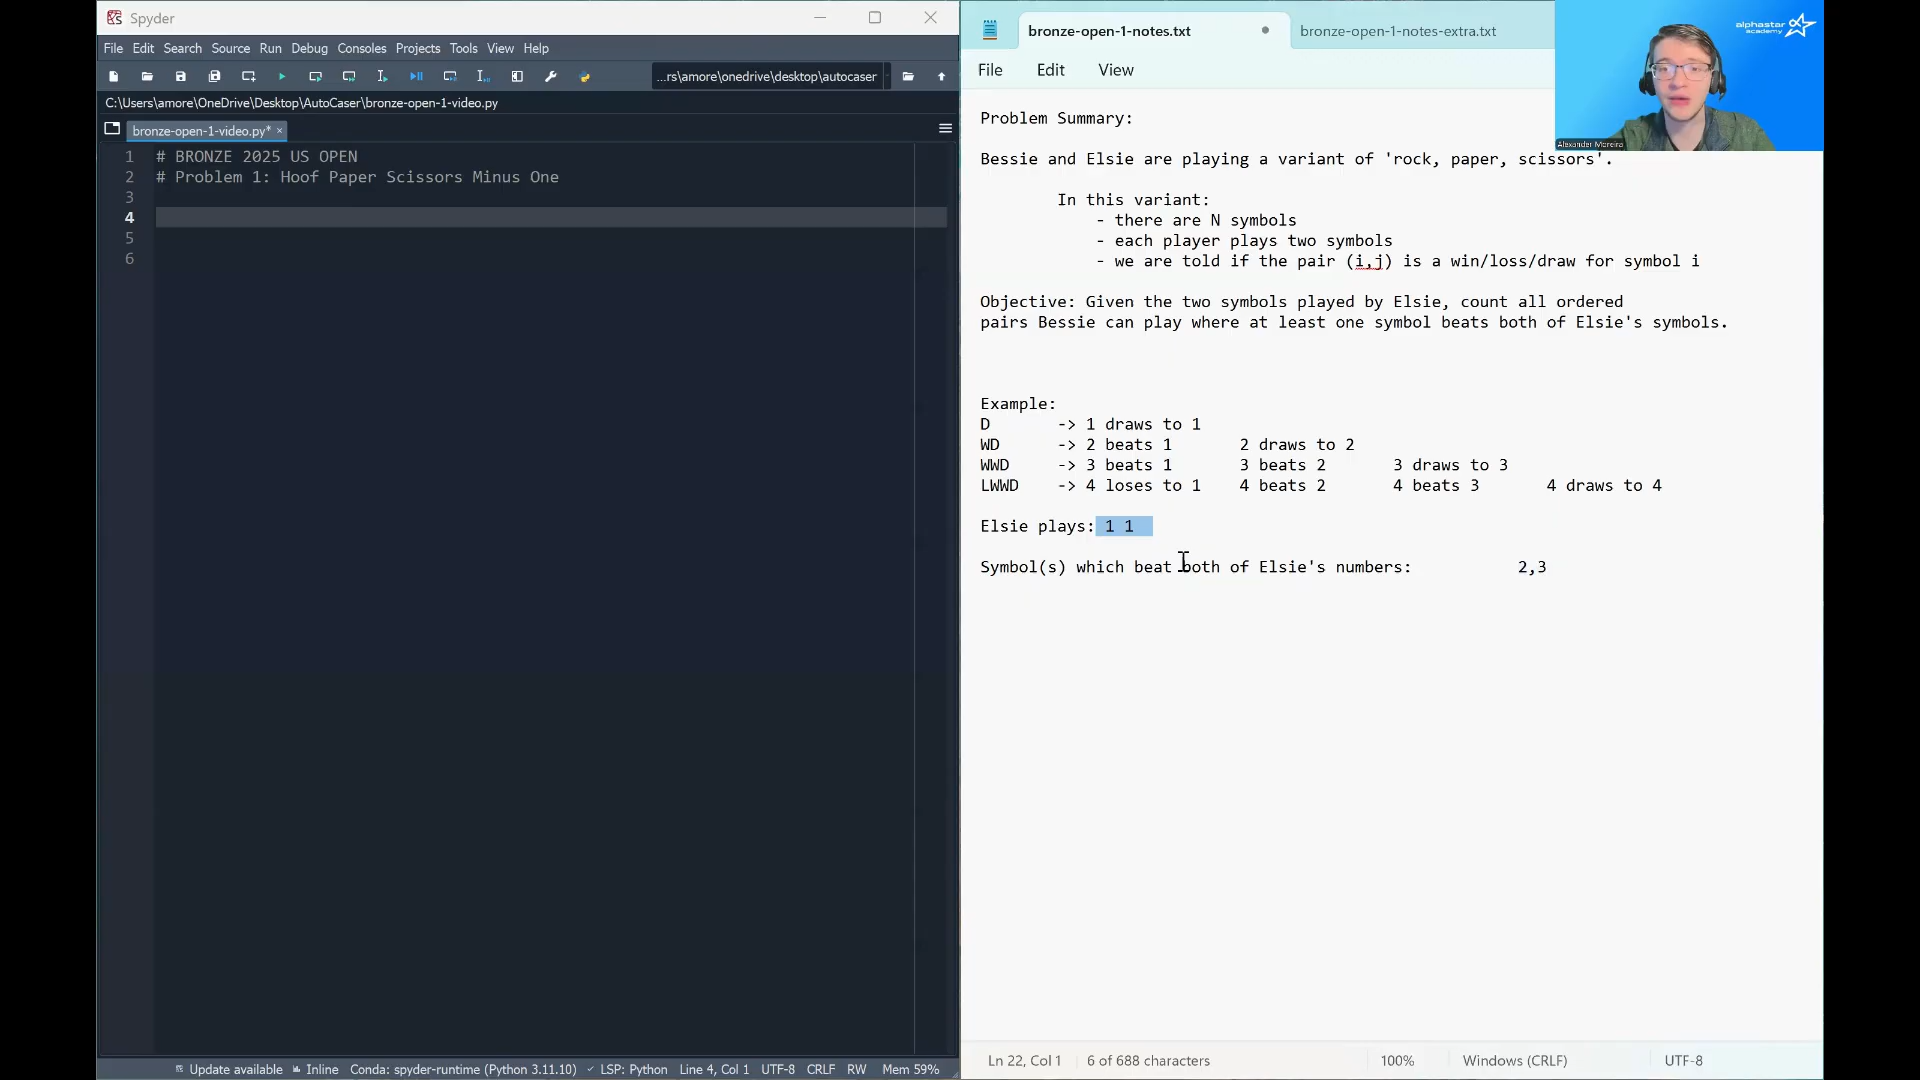 Spyder
File Edit Search Source Run Debug Consoles Projects Tools View Help
...rs\amore\onedrive\desktop\autocaser
C:\Users\amore\OneDrive\Desktop\AutoCaser\bronze-open-1-video.py
bronze-open-1-video.py*
1 # BRONZE 2025 US OPEN
2 # Problem 1: Hoof Paper Scissors Minus One
3
4
5
6
Update available Inline Conda: spyder-runtime (Python 3.11.10) LSP: Python Line 4, Col 1 UTF-8 CRLF RW Mem 59%
bronze-open-1-notes.txt bronze-open-1-notes-extra.txt
File Edit View
alphastar academy
Alexander Moreira
Problem Summary:
Bessie and Elsie are playing a variant of 'rock, paper, scissors'.
In this variant:
- there are N symbols
- each player plays two symbols
- we are told if the pair (i,j) is a win/loss/draw for symbol i
Objective: Given the two symbols played by Elsie, count all ordered
pairs Bessie can play where at least one symbol beats both of Elsie's symbols.
Example:
D -> 1 draws to 1
WD -> 2 beats 1 2 draws to 2
WWD -> 3 beats 1 3 beats 2 3 draws to 3
LWWD -> 4 loses to 1 4 beats 2 4 beats 3 4 draws to 4
Elsie plays: 1 1
Symbol(s) which beat both of Elsie's numbers: 2,3
Ln 22, Col 1 6 of 688 characters 100% Windows (CRLF) UTF-8